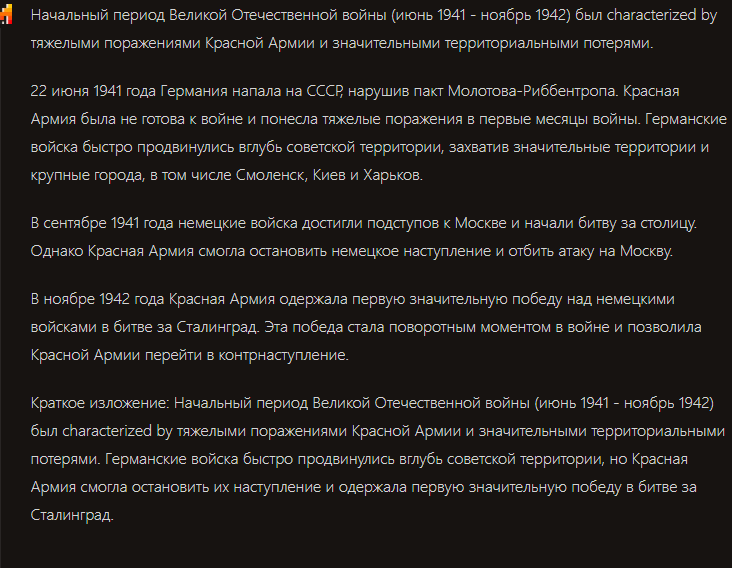 Начальный период Великой Отечественной войны (июнь 1941 - ноябрь 1942) был characterized by
тяжелыми поражениями Красной Армии и значительными территориальными потерями.
22 июня 1941 года Германия напала на СССР, нарушив пакт Молотова-Риббентропа. Красная
Армия была не готова к войне и понесла тяжелые поражения в первые месяцы войны. Германские
войска быстро продвинулись вглубь советской территории, захватив значительные территории и
крупные города, в том числе Смоленск, Киев и Харьков.
В сентябре 1941 года немецкие войска достигли подступов к Москве и начали битву за столицу.
Однако Красная Армия смогла остановить немецкое наступление и отбить атаку на Москву.
В ноябре 1942 года Красная Армия одержала первую значительную победу над немецкими
войсками в битве за Сталинград. Эта победа стала поворотным моментом в войне и позволила
Красной Армии перейти в контрнаступление.
Краткое изложение: Начальный период Великой Отечественной войны (июнь 1941 - ноябрь 1942)
был characterized by тяжелыми поражениями Красной Армии и значительными территориальными
потерями. Германские войска быстро продвинулись вглубь советской территории, но Красная
Армия смогла остановить их наступление и одержала первую значительную победу в битве за
Сталинград.